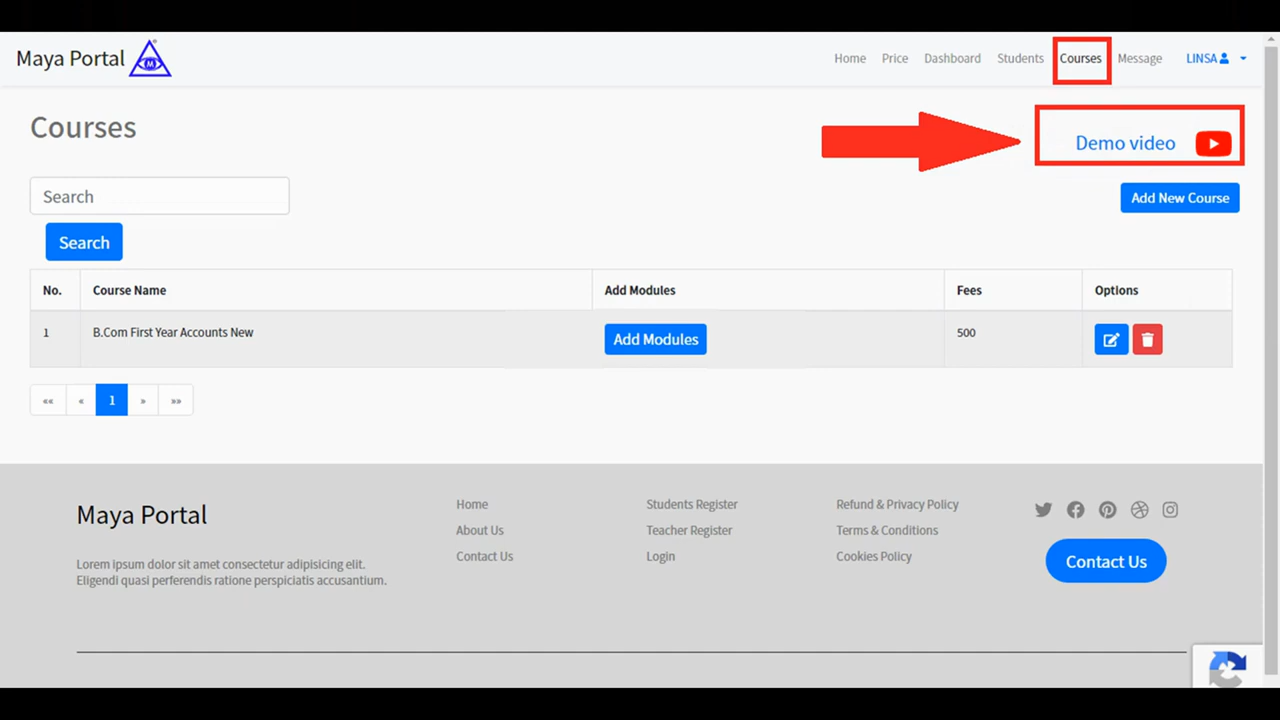 Maya Portal
Home Price Dashboard Students Courses Message LINSA
Courses
Demo video
Search
Add New Course
Search
No. Course Name Add Modules Fees Options
1 B.Com First Year Accounts New Add Modules 500
«« « 1 » »»
Maya Portal
Lorem ipsum dolor sit amet consectetur adipisicing elit.
Eligendi quasi perferendis ratione perspiciatis accusantium.
Home
About Us
Contact Us
Students Register
Teacher Register
Login
Refund & Privacy Policy
Terms & Conditions
Cookies Policy
Contact Us